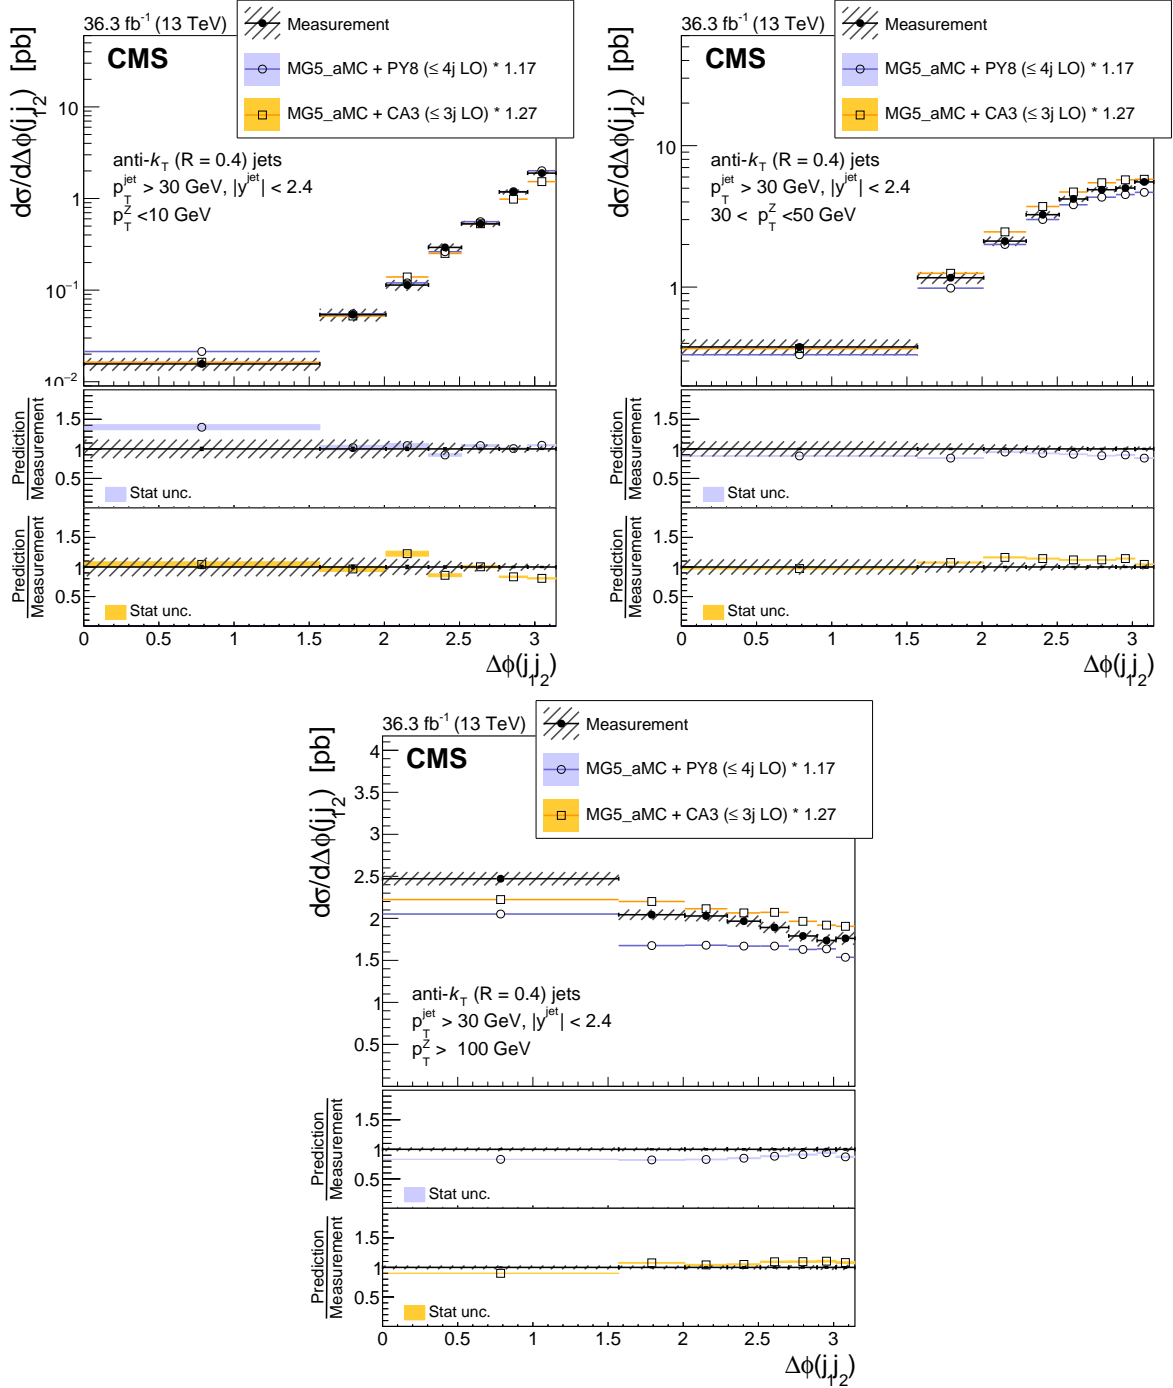 36.3 fb⁻¹ (13 TeV)
CMS
Measurement
MG5_aMC + PY8 (≤ 4j LO) * 1.17
MG5_aMC + CA3 (≤ 3j LO) * 1.27
dσ/dΔϕ(j₁j₂) [pb]
anti-k_T (R = 0.4) jets
p_T^jet > 30 GeV, |y^jet| < 2.4
p_T^Z <10 GeV
10
1
10⁻¹
10⁻²
Prediction
Measurement
1.5
1
0.5
Stat unc.
Prediction
Measurement
1.5
1
0.5
Stat unc.
0 0.5 1 1.5 2 2.5 3
Δϕ(j₁j₂)
36.3 fb⁻¹ (13 TeV)
CMS
Measurement
MG5_aMC + PY8 (≤ 4j LO) * 1.17
MG5_aMC + CA3 (≤ 3j LO) * 1.27
dσ/dΔϕ(j₁j₂) [pb]
anti-k_T (R = 0.4) jets
p_T^jet > 30 GeV, |y^jet| < 2.4
30 < p_T^Z <50 GeV
10
1
Prediction
Measurement
1.5
1
0.5
Stat unc.
Prediction
Measurement
1.5
1
0.5
Stat unc.
0 0.5 1 1.5 2 2.5 3
Δϕ(j₁j₂)
36.3 fb⁻¹ (13 TeV)
CMS
Measurement
MG5_aMC + PY8 (≤ 4j LO) * 1.17
MG5_aMC + CA3 (≤ 3j LO) * 1.27
dσ/dΔϕ(j₁j₂) [pb]
4
3.5
3
2.5
2
1.5
1
0.5
anti-k_T (R = 0.4) jets
p_T^jet > 30 GeV, |y^jet| < 2.4
p_T^Z > 100 GeV
Prediction
Measurement
1.5
1
0.5
Stat unc.
Prediction
Measurement
1.5
1
0.5
Stat unc.
0 0.5 1 1.5 2 2.5 3
Δϕ(j₁j₂)